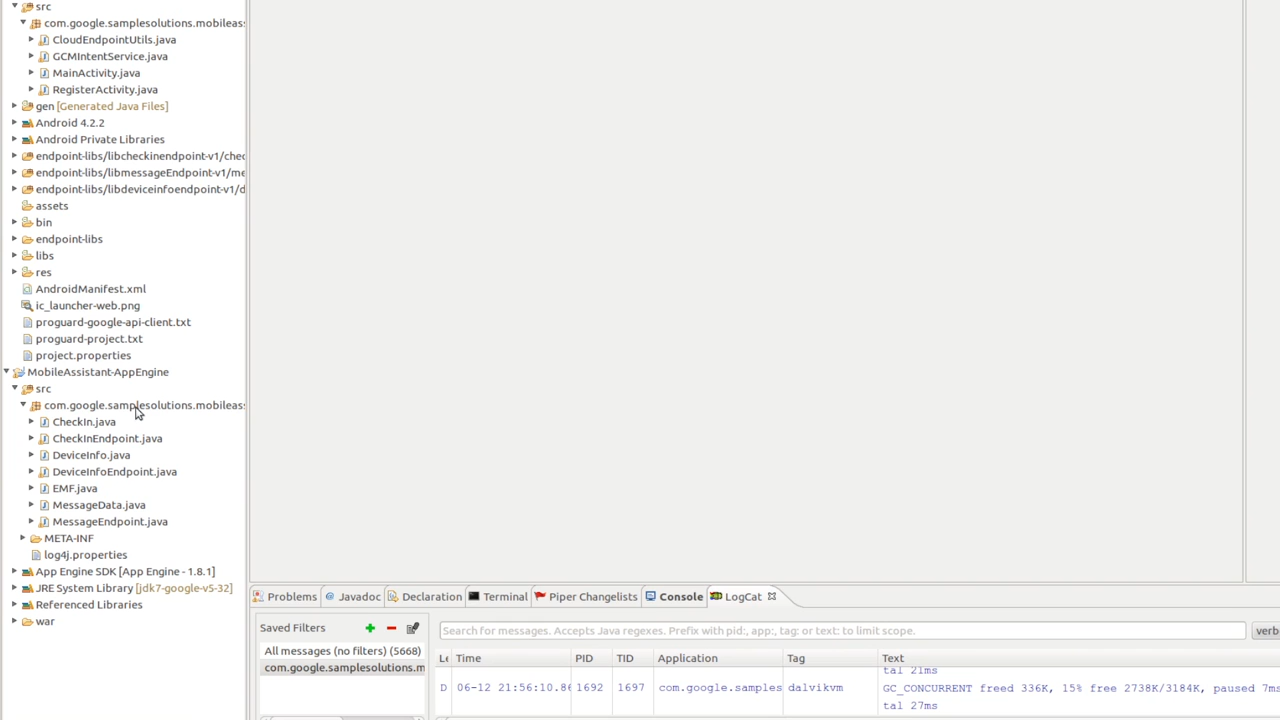 src
com.google.samplesolutions.mobileas
CloudEndpointUtils.java
GCMIntentService.java
MainActivity.java
RegisterActivity.java
gen [Generated Java Files]
Android 4.2.2
Android Private Libraries
endpoint-libs/libcheckinendpoint-v1/chec
endpoint-libs/libmessageEndpoint-v1/me
endpoint-libs/libdeviceinfoendpoint-v1/d
assets
bin
endpoint-libs
libs
res
AndroidManifest.xml
ic_launcher-web.png
proguard-google-api-client.txt
proguard-project.txt
project.properties
MobileAssistant-AppEngine
src
com.google.samplesolutions.mobileas
CheckIn.java
CheckInEndpoint.java
DeviceInfo.java
DeviceInfoEndpoint.java
EMF.java
MessageData.java
MessageEndpoint.java
META-INF
log4j.properties
App Engine SDK [App Engine - 1.8.1]
JRE System Library [jdk7-google-v5-32]
Referenced Libraries
war
Problems @ Javadoc Declaration Terminal Piper Changelists Console LogCat
Saved Filters
Search for messages. Accepts Java regexes. Prefix with pid:, app:, tag: or text: to limit scope.
verb
All messages (no filters) (5668)
com.google.samplesolutions.m
Time PID TID Application Tag Text
tal 21ms
D 06-12 21:56:10.86 1692 1697 com.google.samples dalvikvm GC_CONCURRENT freed 336K, 15% free 2738K/3184K, paused 7ms
tal 27ms